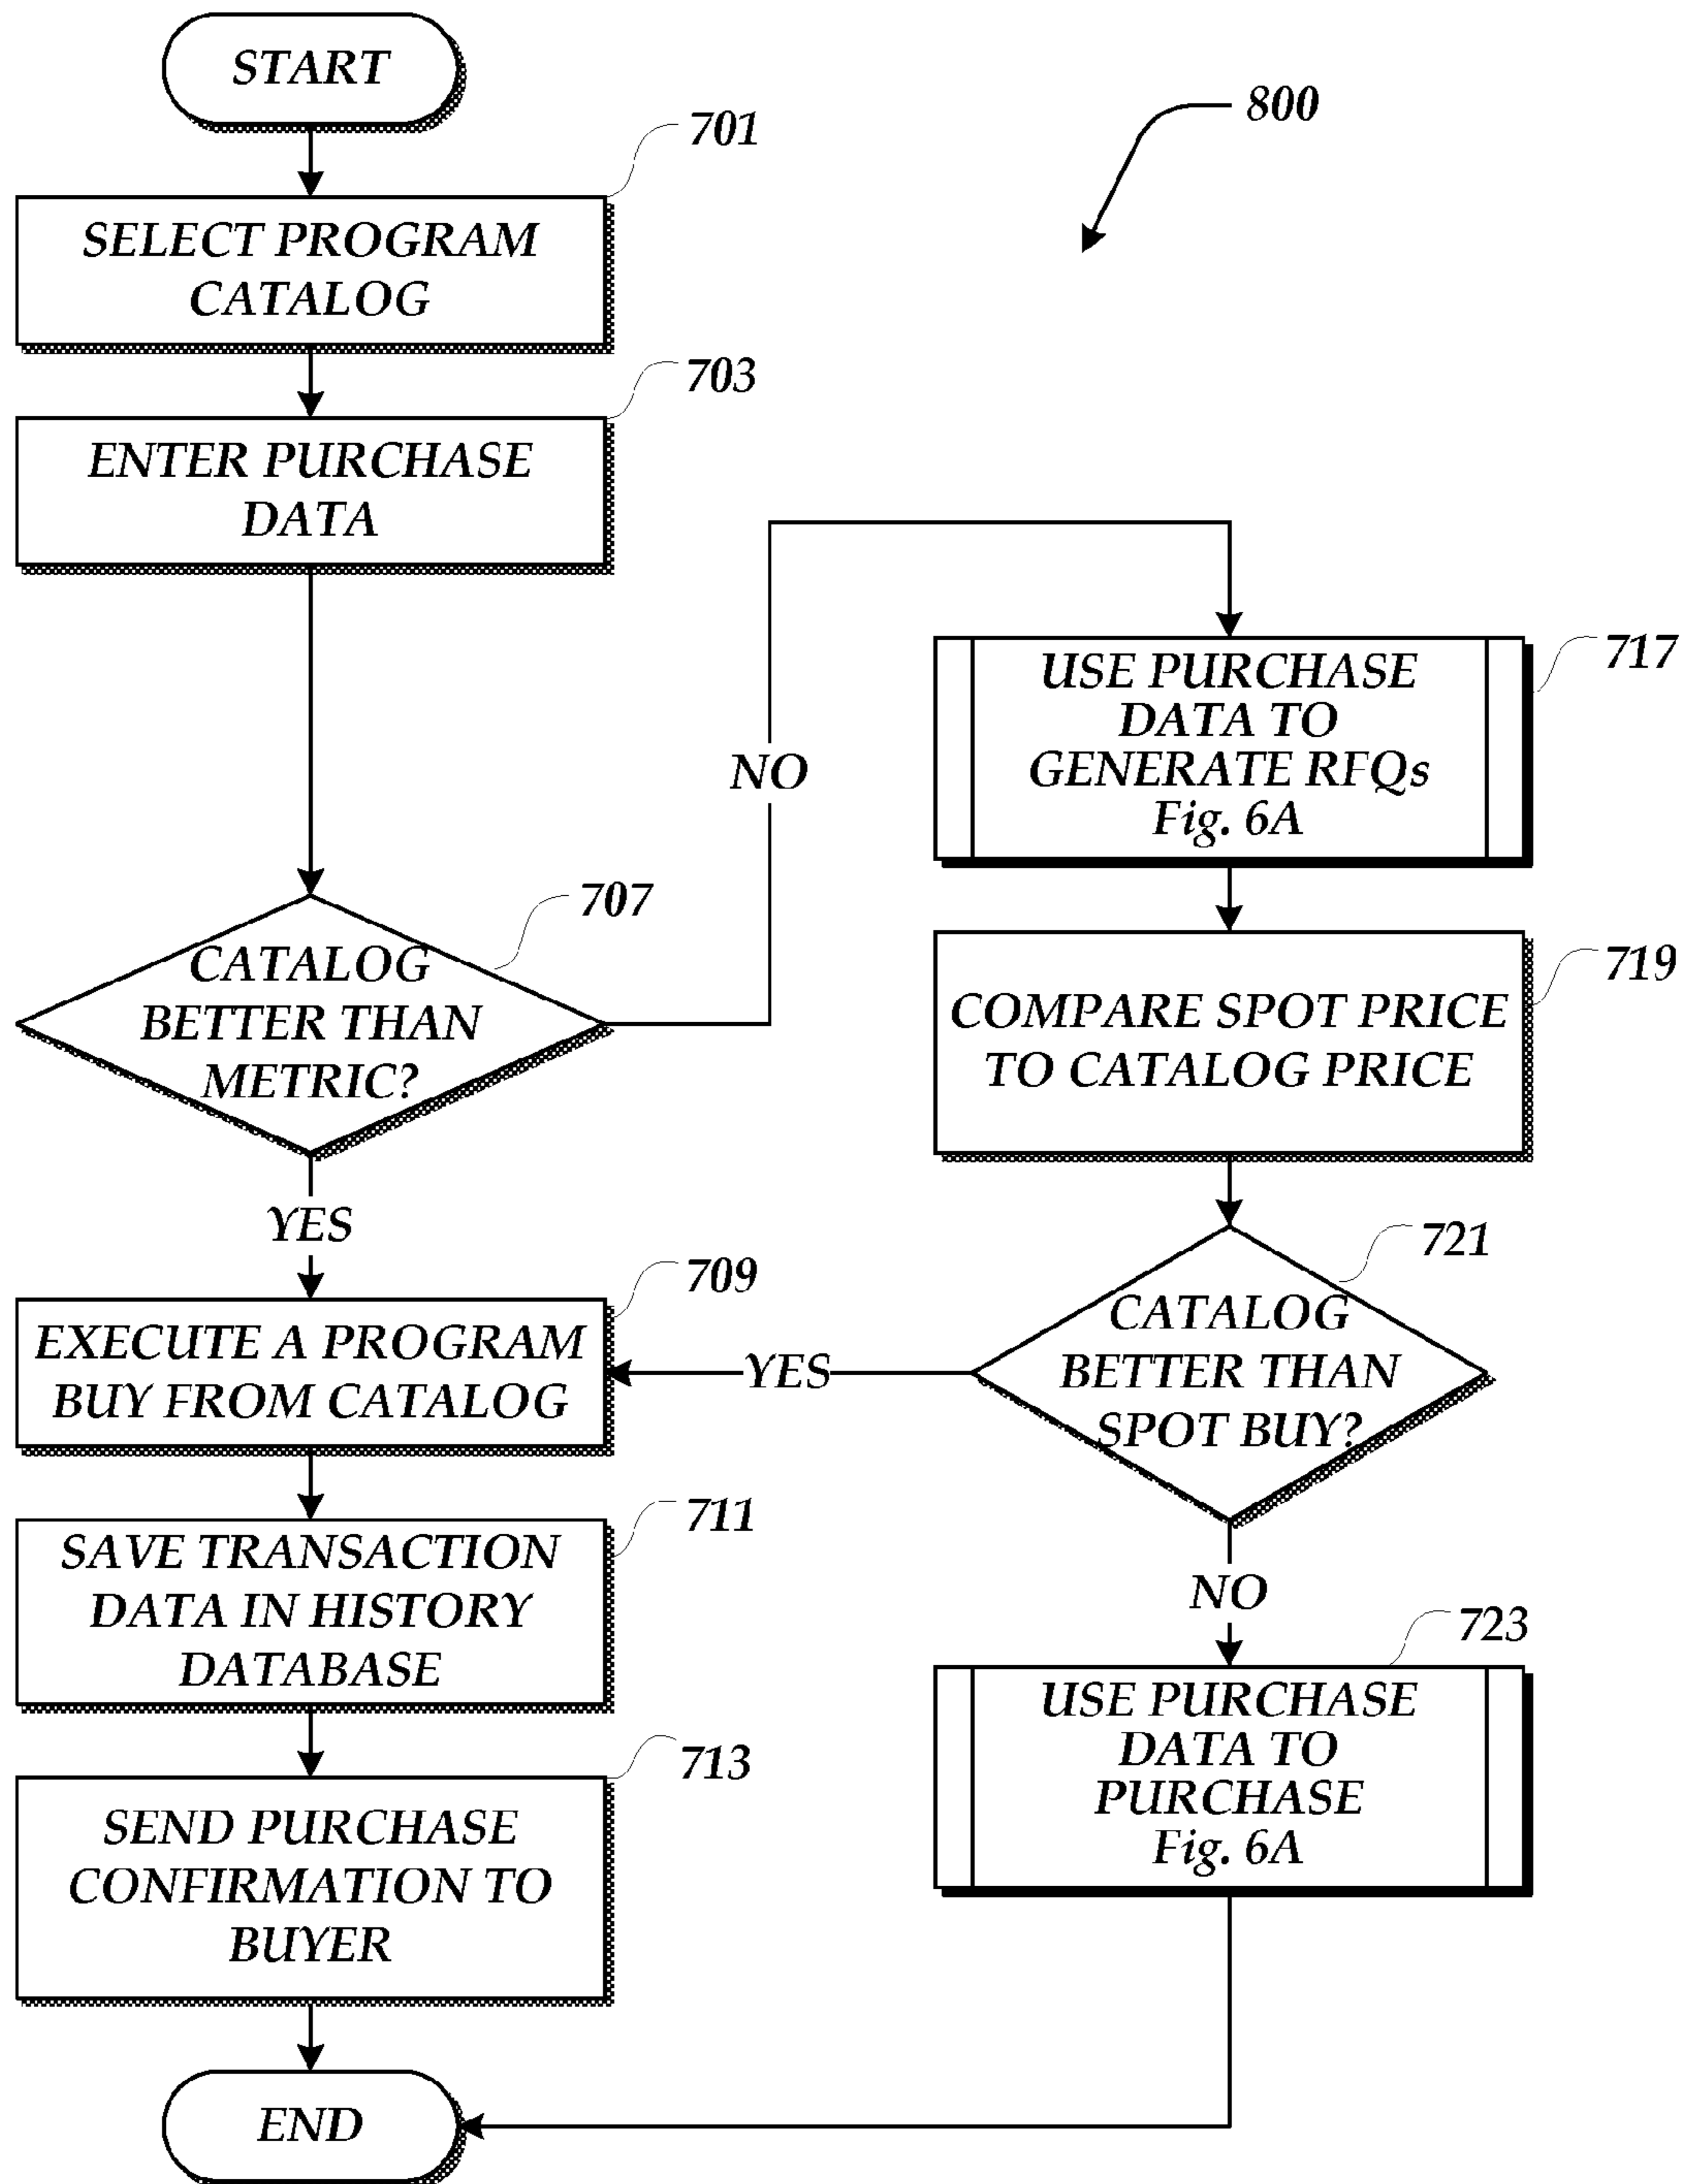 START
800
701
SELECT PROGRAM
CATALOG
703
ENTER PURCHASE
DATA
707
CATALOG
BETTER THAN
METRIC?
NO
717
USE PURCHASE
DATA TO
GENERATE RFQs
Fig. 6A
719
COMPARE SPOT PRICE
TO CATALOG PRICE
721
CATALOG
BETTER THAN
SPOT BUY?
YES
YES
709
EXECUTE A PROGRAM
BUY FROM CATALOG
711
SAVE TRANSACTION
DATA IN HISTORY
DATABASE
713
SEND PURCHASE
CONFIRMATION TO
BUYER
NO
723
USE PURCHASE
DATA TO
PURCHASE
Fig. 6A
END